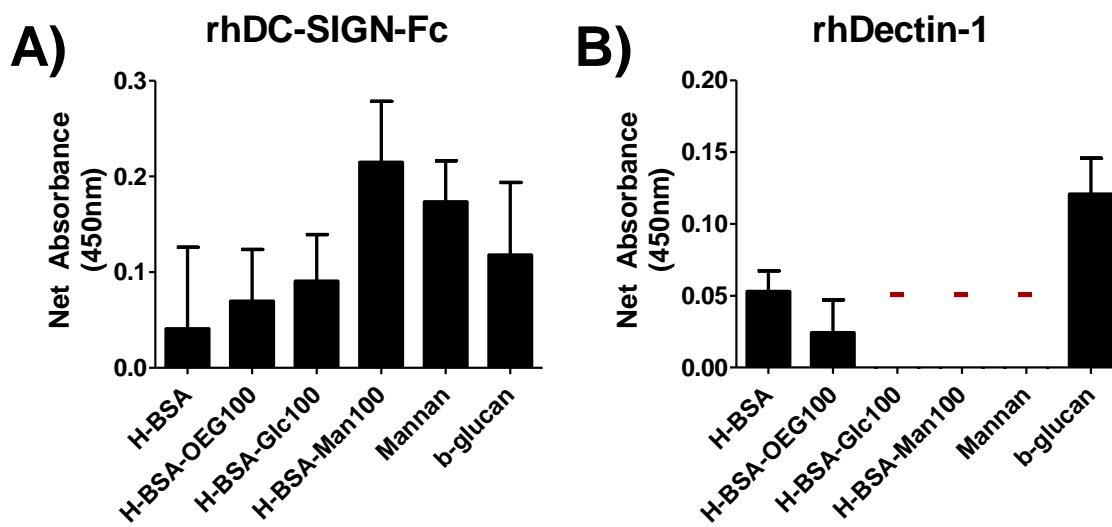 A)
rhDC-SIGN-Fc
Net Absorbance
(450nm)
0.3
0.2
0.1
0.0
H-BSA
H-BSA-OEG100
H-BSA-Glc100
H-BSA-Man100
Mannan
b-glucan
B)
rhDectin-1
Net Absorbance
(450nm)
0.20
0.15
0.10
0.05
0.00
H-BSA
H-BSA-OEG100
H-BSA-Glc100
H-BSA-Man100
Mannan
b-glucan